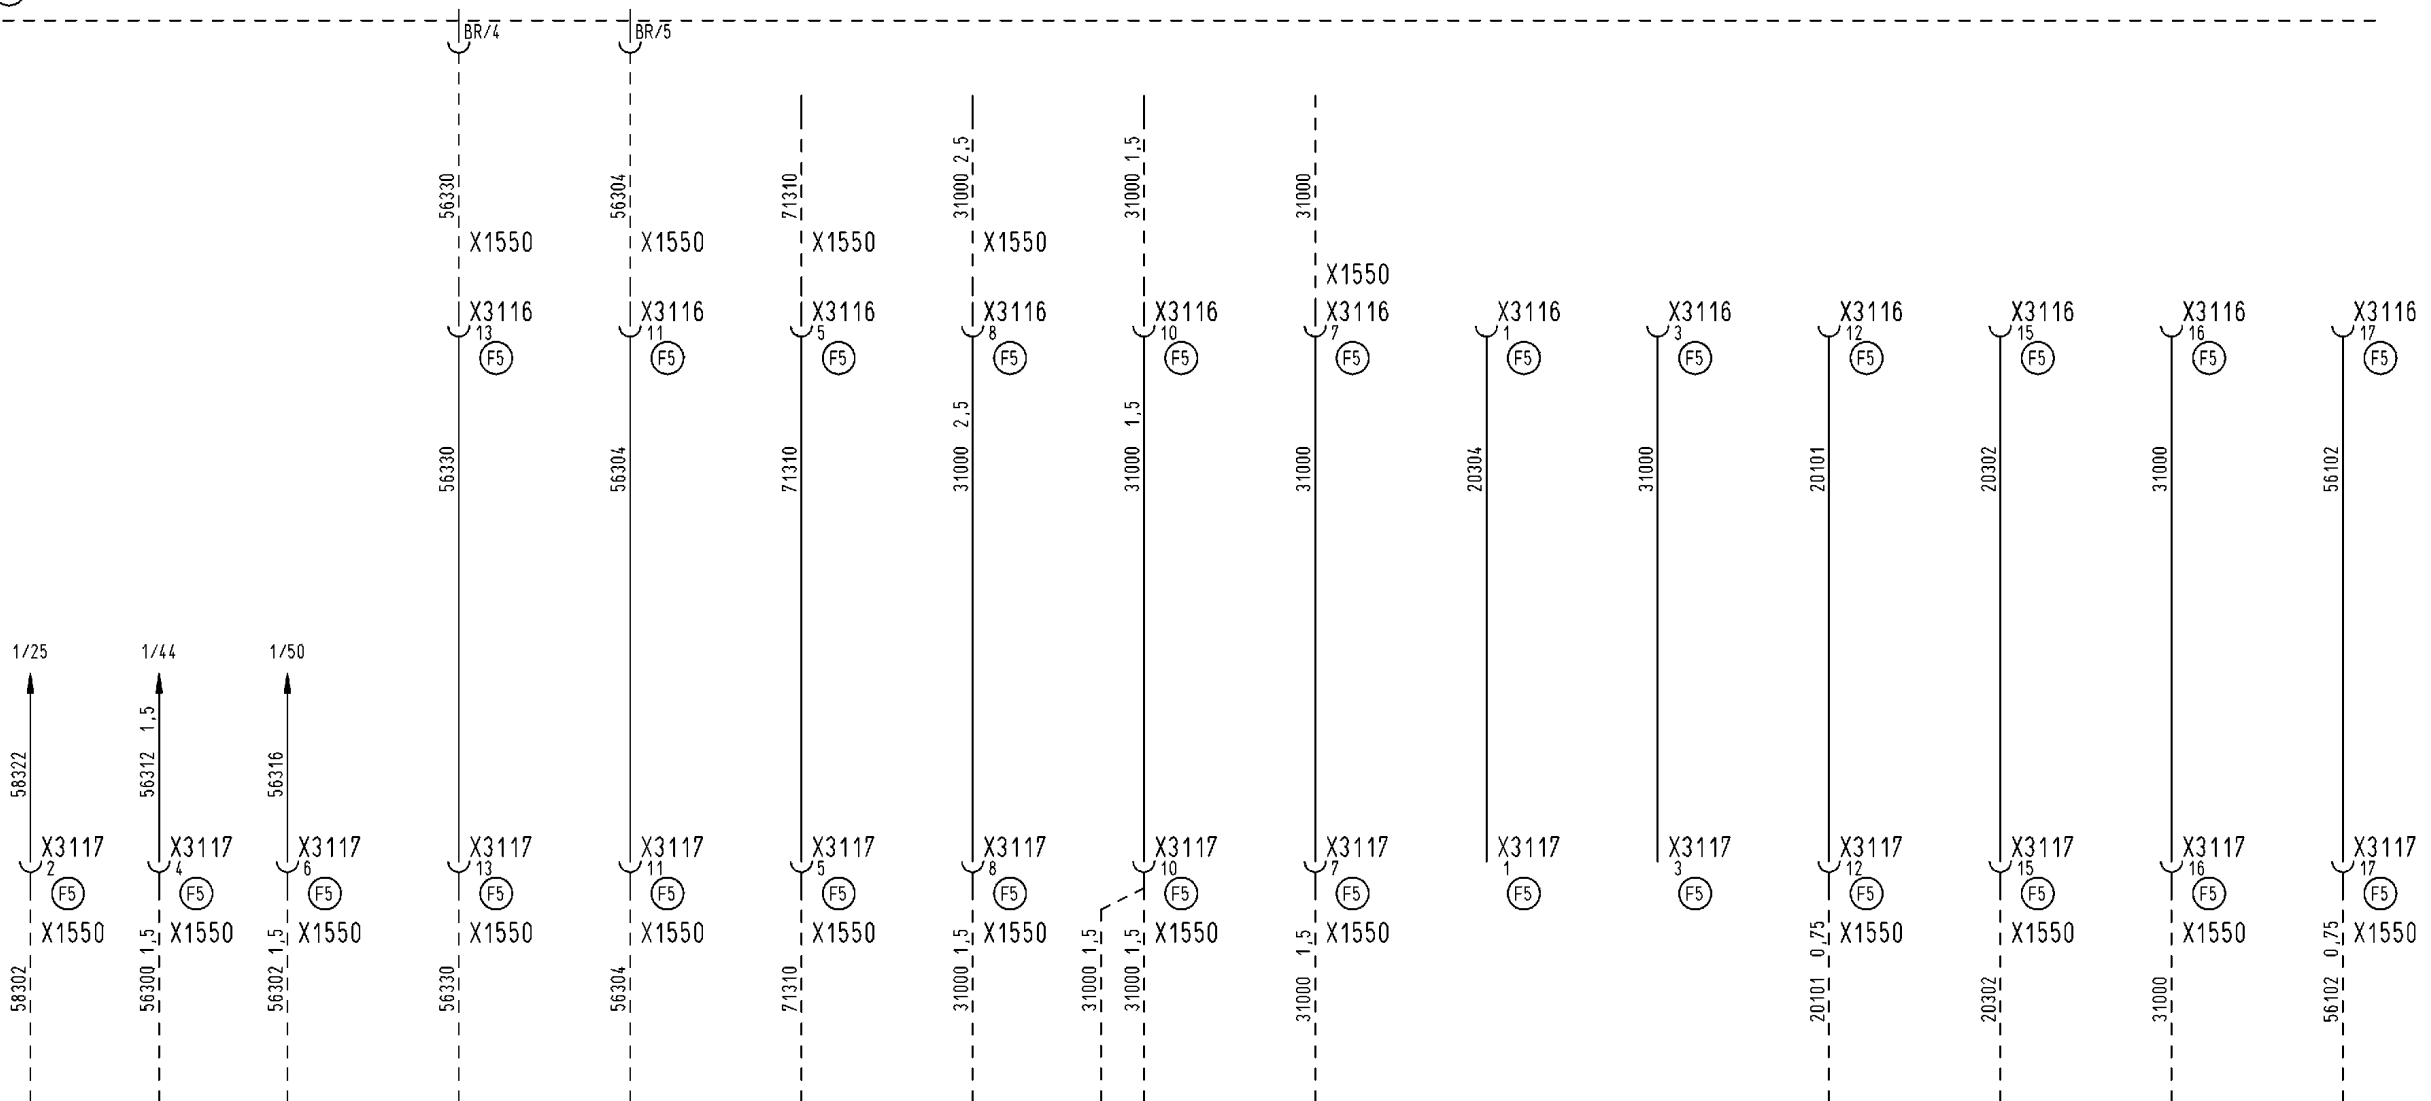 BR/4 BR/5
2,5 1,5
56330 56304 71310 31000 31000 31000
X1550 X1550 X1550 X1550
X1550
X3116 X3116 X3116 X3116 X3116 X3116 X3116 X3116 X3116 X3116 X3116 X3116
13 11 5 8 10 7 1 3 12 15 16 17
F5 F5 F5 F5 F5 F5 F5 F5 F5 F5 F5 F5
2,5 1,5
56330 56304 71310 31000 31000 31000 20304 31000 20101 20302 31000 56102
1/25 1/44 1/50
1,5
58322 56312 56316
X3117 X3117 X3117 X3117 X3117 X3117 X3117 X3117 X3117 X3117 X3117 X3117 X3117 X3117 X3117
2 4 6 13 11 5 8 10 7 1 3 12 15 16 17
F5 F5 F5 F5 F5 F5 F5 F5 F5 F5 F5 F5 F5 F5 F5
X1550 X1550 X1550 X1550 X1550 X1550 X1550 X1550 X1550 X1550 X1550 X1550 X1550
1,5 1,5 1,5 1,5 1,5 1,5 0,75 0,75
58302 56300 56302 56330 56304 71310 31000 31000 31000 31000 20101 20302 31000 56102